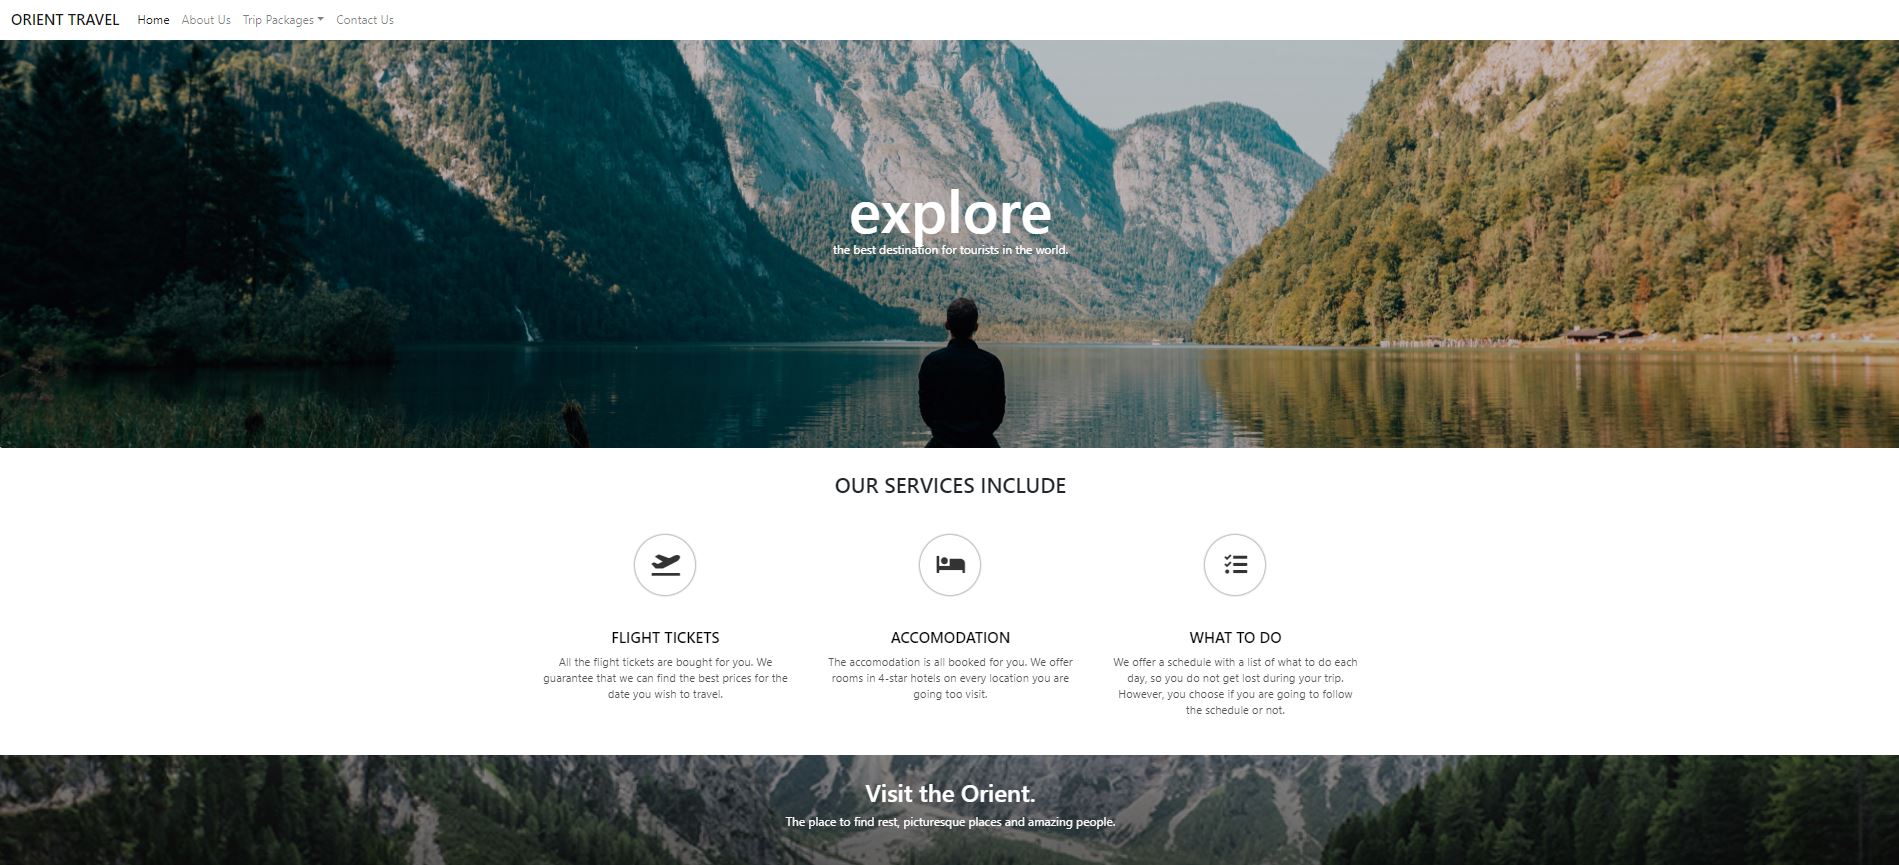 ORIENT TRAVEL Home About Us Trip Packages Contact Us
explore
the best destination for tourists in the world.
OUR SERVICES INCLUDE
FLIGHT TICKETS
All the flight tickets are bought for you. We
guarantee that we can find the best prices for the
date you wish to travel.
ACCOMODATION
The accomodation is all booked for you. We offer
rooms in 4-star hotels on every location you are
going too visit.
WHAT TO DO
We offer a schedule with a list of what to do each
day, so you do not get lost during your trip.
However, you choose if you are going to follow
the schedule or not.
Visit the Orient.
The place to find rest, picturesque places and amazing people.